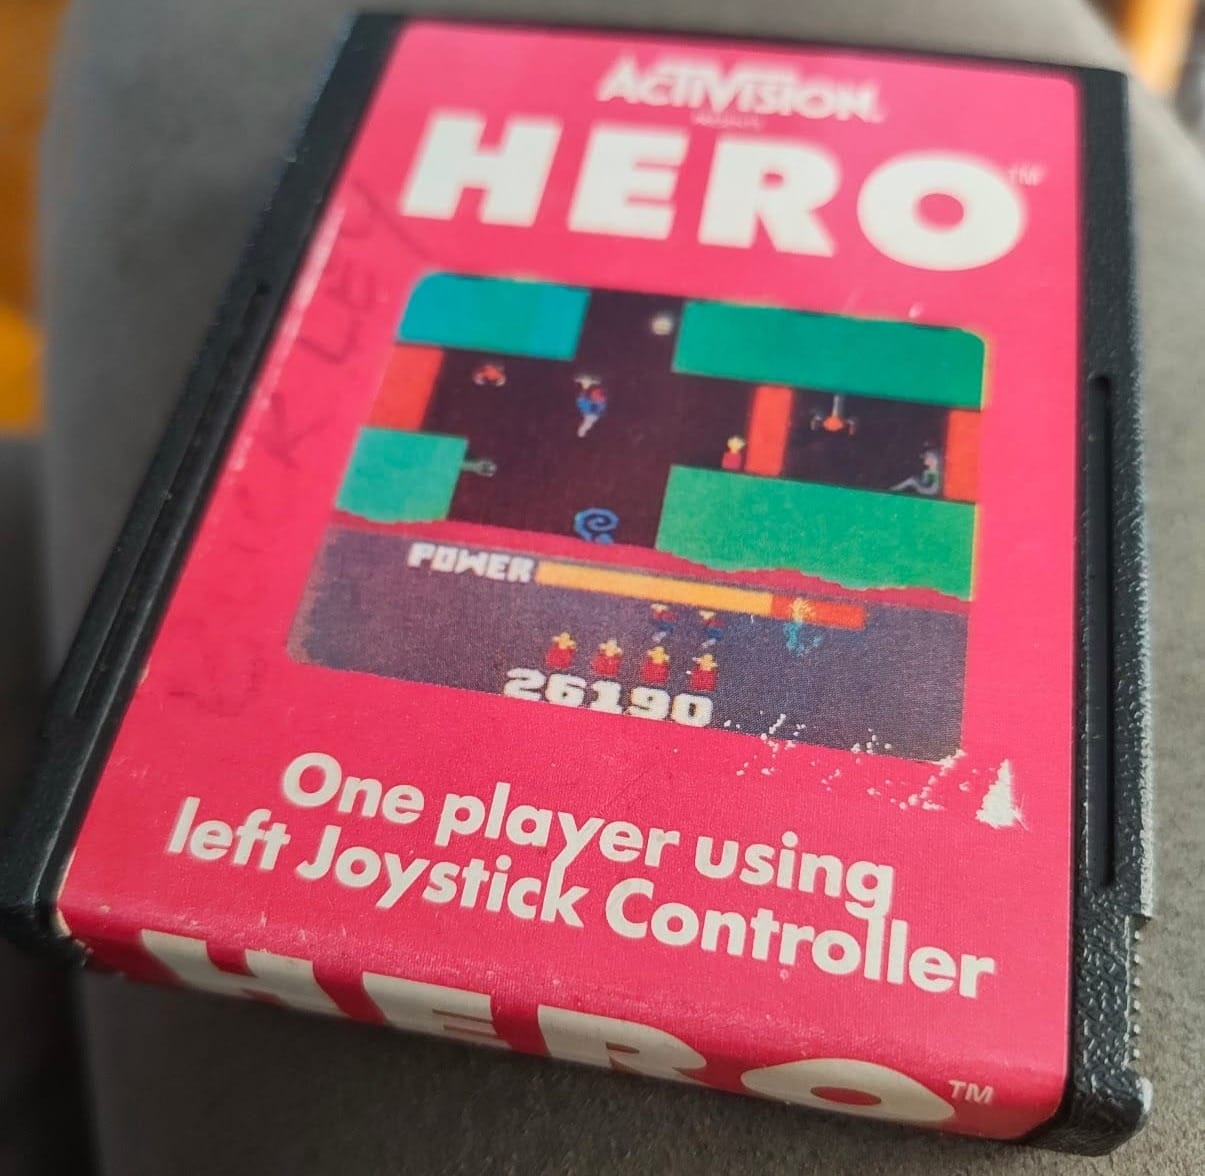 ACTIVISION.
HERO™
POWER
26190
One player using
left Joystick Controller
HERO™